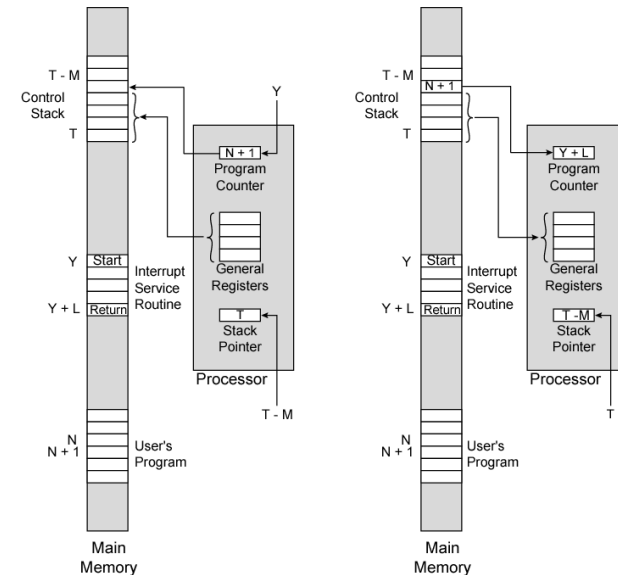 T - M
Control
Stack
T
Y
N + 1
Program
Counter
General
Registers
Y
Start
Interrupt
Service
Routine
Y + L
Return
T
Stack
Pointer
Processor
T - M
N
N + 1
User's
Program
Main
Memory
T - M
N + 1
Control
Stack
T
Y + L
Program
Counter
General
Registers
Y
Start
Interrupt
Service
Routine
Y + L
Return
T -M
Stack
Pointer
Processor
T
N
N + 1
User's
Program
Main
Memory